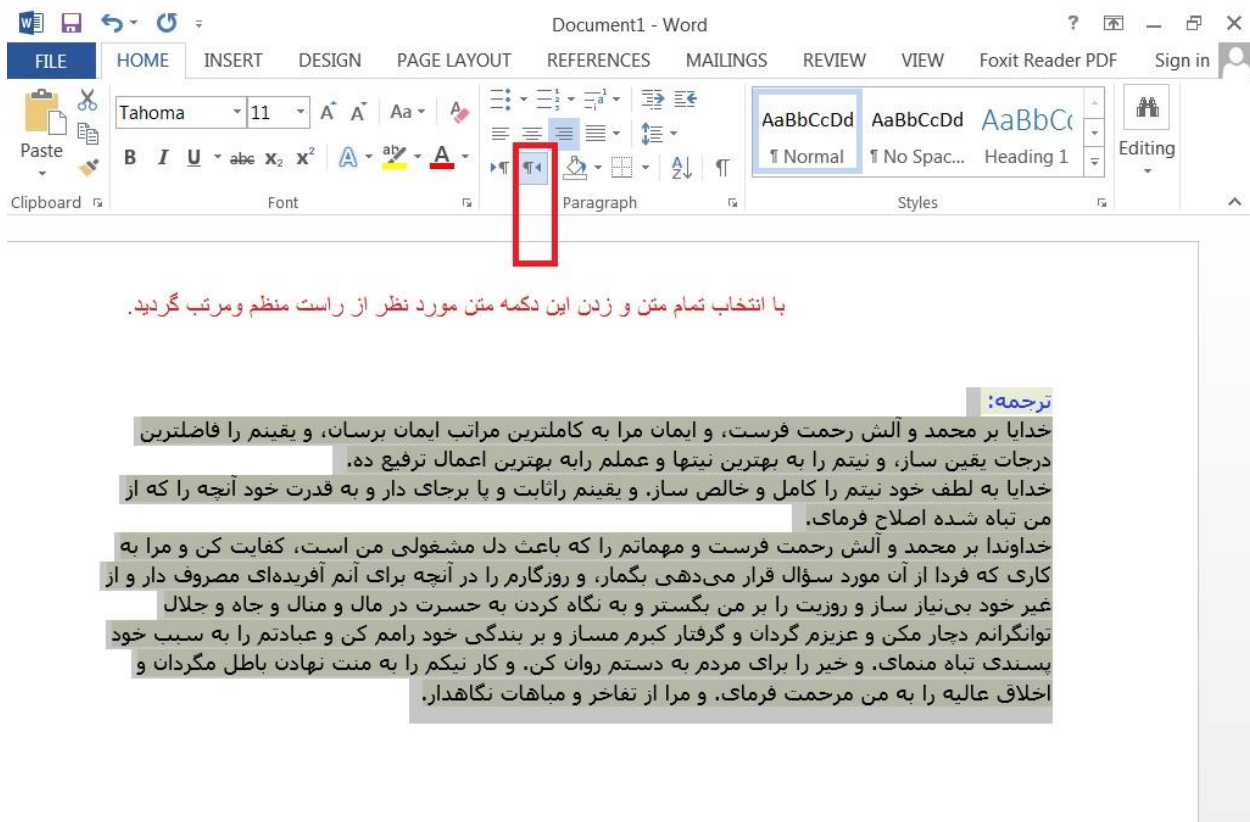 Document1 - Word
FILE HOME INSERT DESIGN PAGE LAYOUT REFERENCES MAILINGS REVIEW VIEW Foxit Reader PDF Sign in
Tahoma 11 Aa
Paste
B I U abc X₂ X² A A
AaBbCcDd AaBbCcDd AaBbCc
¶ Normal ¶ No Spac... Heading 1
Editing
Clipboard Font Paragraph Styles
با انتخاب تمام متن و زدن این دکمه متن مورد نظر از راست منظم ومرتب گردید.
ترجمه:
خدایا بر محمد و آلش رحمت فرست، و ایمان مرا به کاملترین مراتب ایمان برسان، و یقینم را فاضلترین
درجات یقین ساز، و نیتم را به بهترین نیتها و عملم رابه بهترین اعمال ترفیع ده.
خدایا به لطف خود نیتم را کامل و خالص ساز. و یقینم راثابت و پا برجای دار و به قدرت خود آنچه را که از
من تباه شده اصلاح فرمای.
خداوندا بر محمد و آلش رحمت فرست و مهماتم را که باعث دل مشغولی من است، کفایت کن و مرا به
کاری که فردا از آن مورد سؤال قرار می‌دهی بگمار، و روزگارم را در آنچه برای آنم آفریده‌ای مصروف دار و از
غیر خود بی‌نیاز ساز و روزیت را بر من بگستر و به نگاه کردن به حسرت در مال و منال و جاه و جلال
توانگرانم دچار مکن و عزیزم گردان و گرفتار کبرم مساز و بر بندگی خود رامم کن و عبادتم را به سبب خود
پسندی تباه منمای. و خیر را برای مردم به دستم روان کن. و کار نیکم را به منت نهادن باطل مگردان و
اخلاق عالیه را به من مرحمت فرمای. و مرا از تفاخر و مباهات نگاهدار.